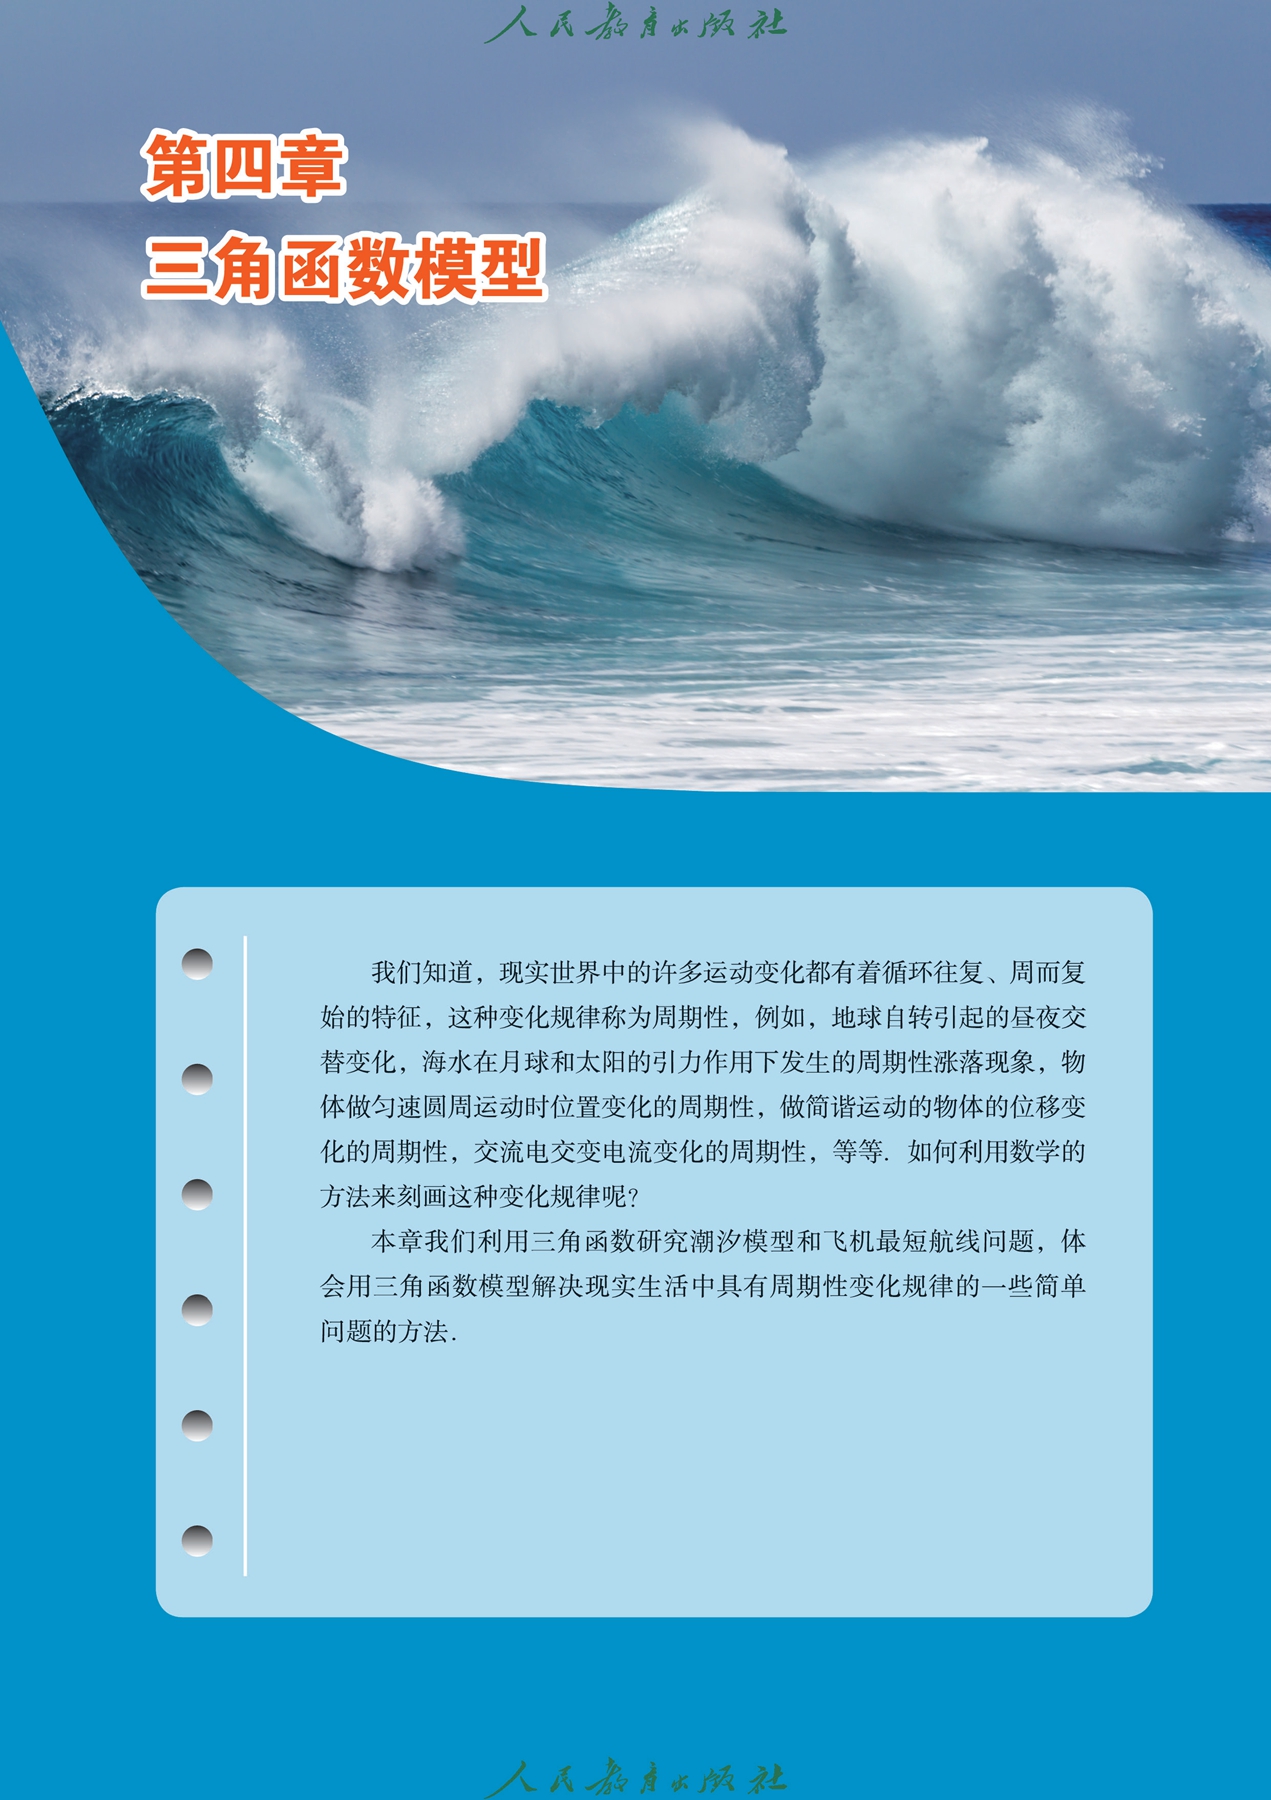 人民教育出版社
第四章
三角函数模型
我们知道，现实世界中的许多运动变化都有着循环往复、周而复
始的特征，这种变化规律称为周期性，例如，地球自转引起的昼夜交
替变化，海水在月球和太阳的引力作用下发生的周期性涨落现象，物
体做匀速圆周运动时位置变化的周期性，做简谐运动的物体的位移变
化的周期性，交流电交变电流变化的周期性，等等．如何利用数学的
方法来刻画这种变化规律呢？
本章我们利用三角函数研究潮汐模型和飞机最短航线问题，体
会用三角函数模型解决现实生活中具有周期性变化规律的一些简单
问题的方法．
人民教育出版社